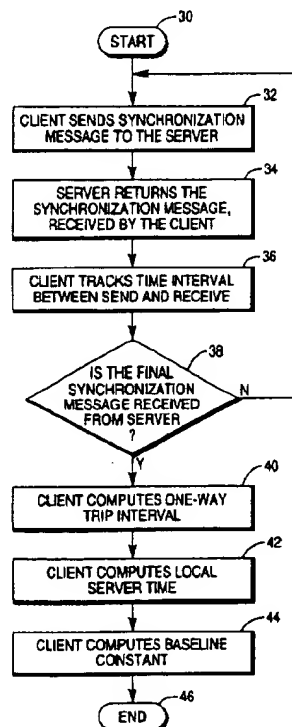 30
START
32
CLIENT SENDS SYNCHRONIZATION
MESSAGE TO THE SERVER
34
SERVER RETURNS THE
SYNCHRONIZATION MESSAGE,
RECEIVED BY THE CLIENT
36
CLIENT TRACKS TIME INTERVAL
BETWEEN SEND AND RECEIVE
38
IS THE FINAL
SYNCHRONIZATION
MESSAGE RECEIVED
FROM SERVER
?
N
Y
40
CLIENT COMPUTES ONE-WAY
TRIP INTERVAL
42
CLIENT COMPUTES LOCAL
SERVER TIME
44
CLIENT COMPUTES BASELINE
CONSTANT
46
END